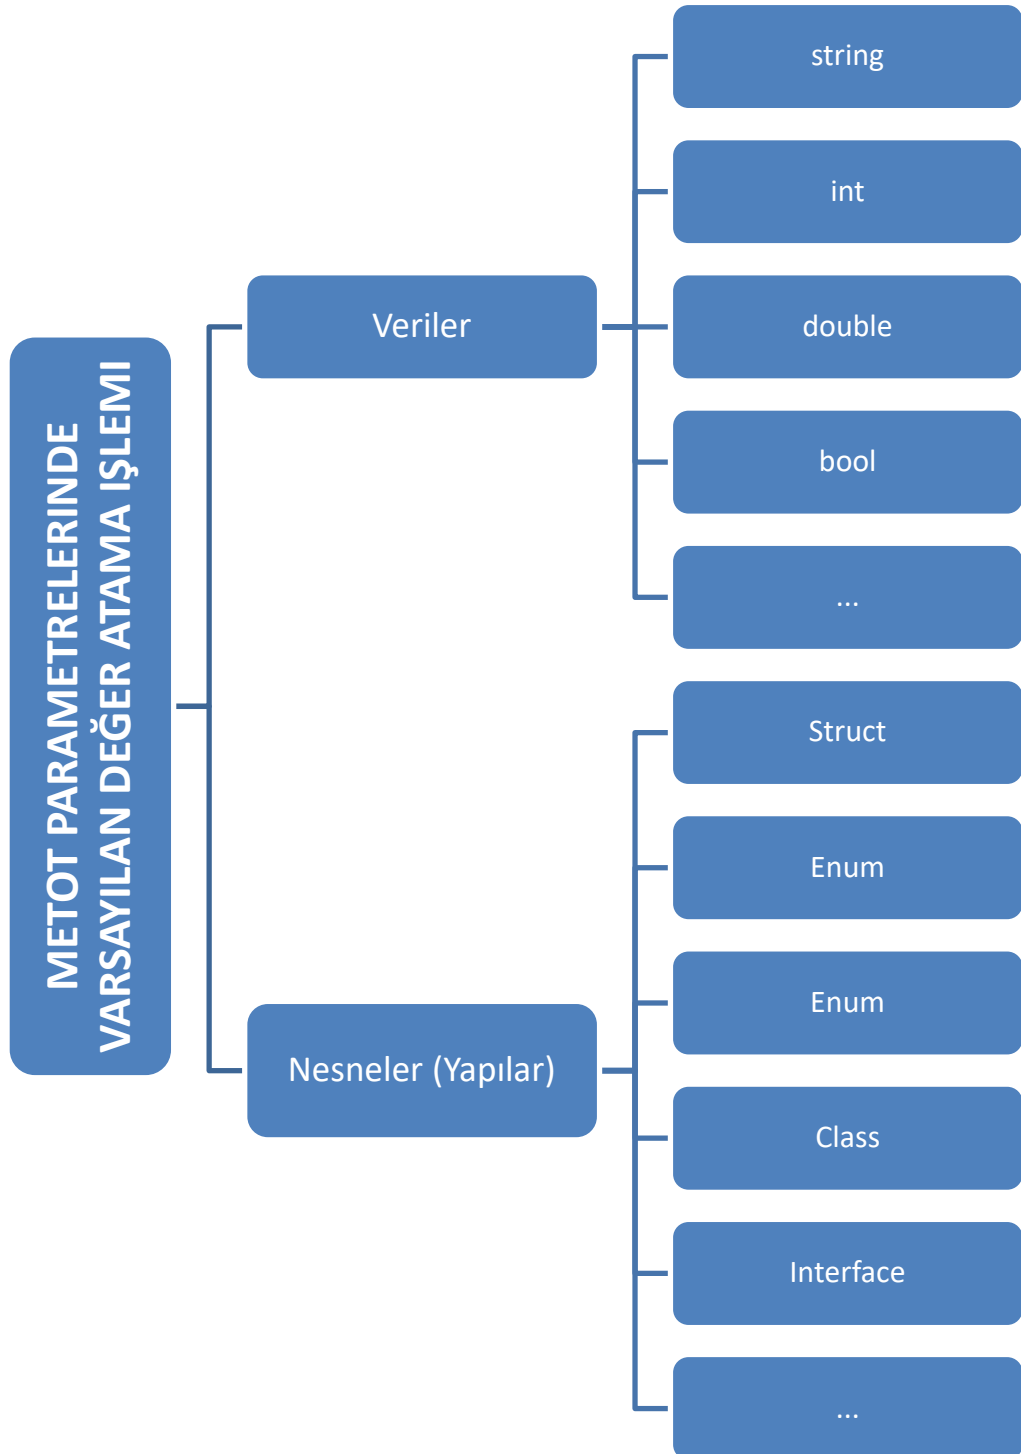 METOT PARAMETRELERINDE
VARSAYILAN DEĞER ATAMA IŞLEMI
Veriler
string
int
double
bool
...
Nesneler (Yapılar)
Struct
Enum
Enum
Class
Interface
...